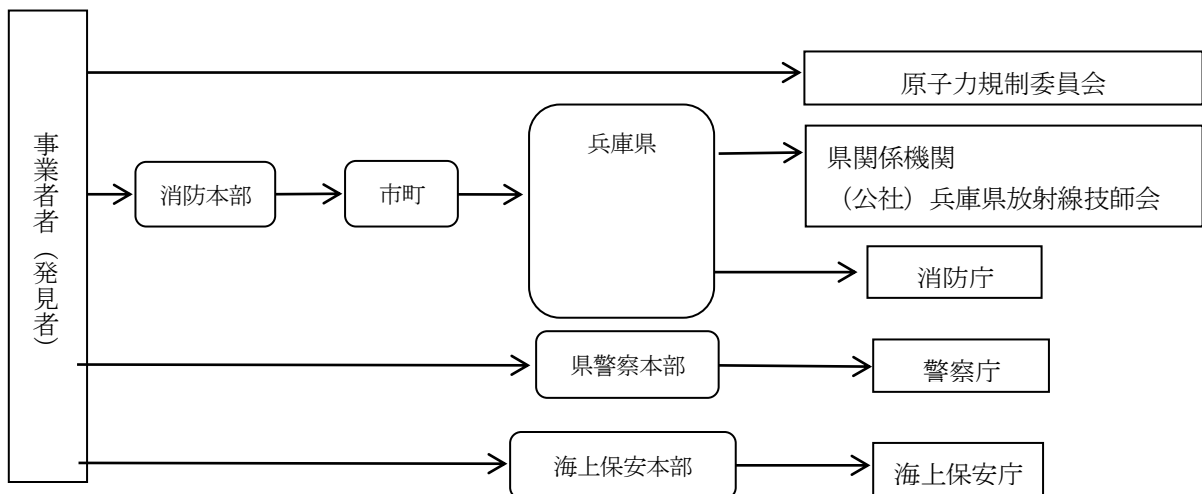 事業者者（発見者）
原子力規制委員会
兵庫県
県関係機関
（公社）兵庫県放射線技師会
消防本部
市町
消防庁
県警察本部
警察庁
海上保安本部
海上保安庁